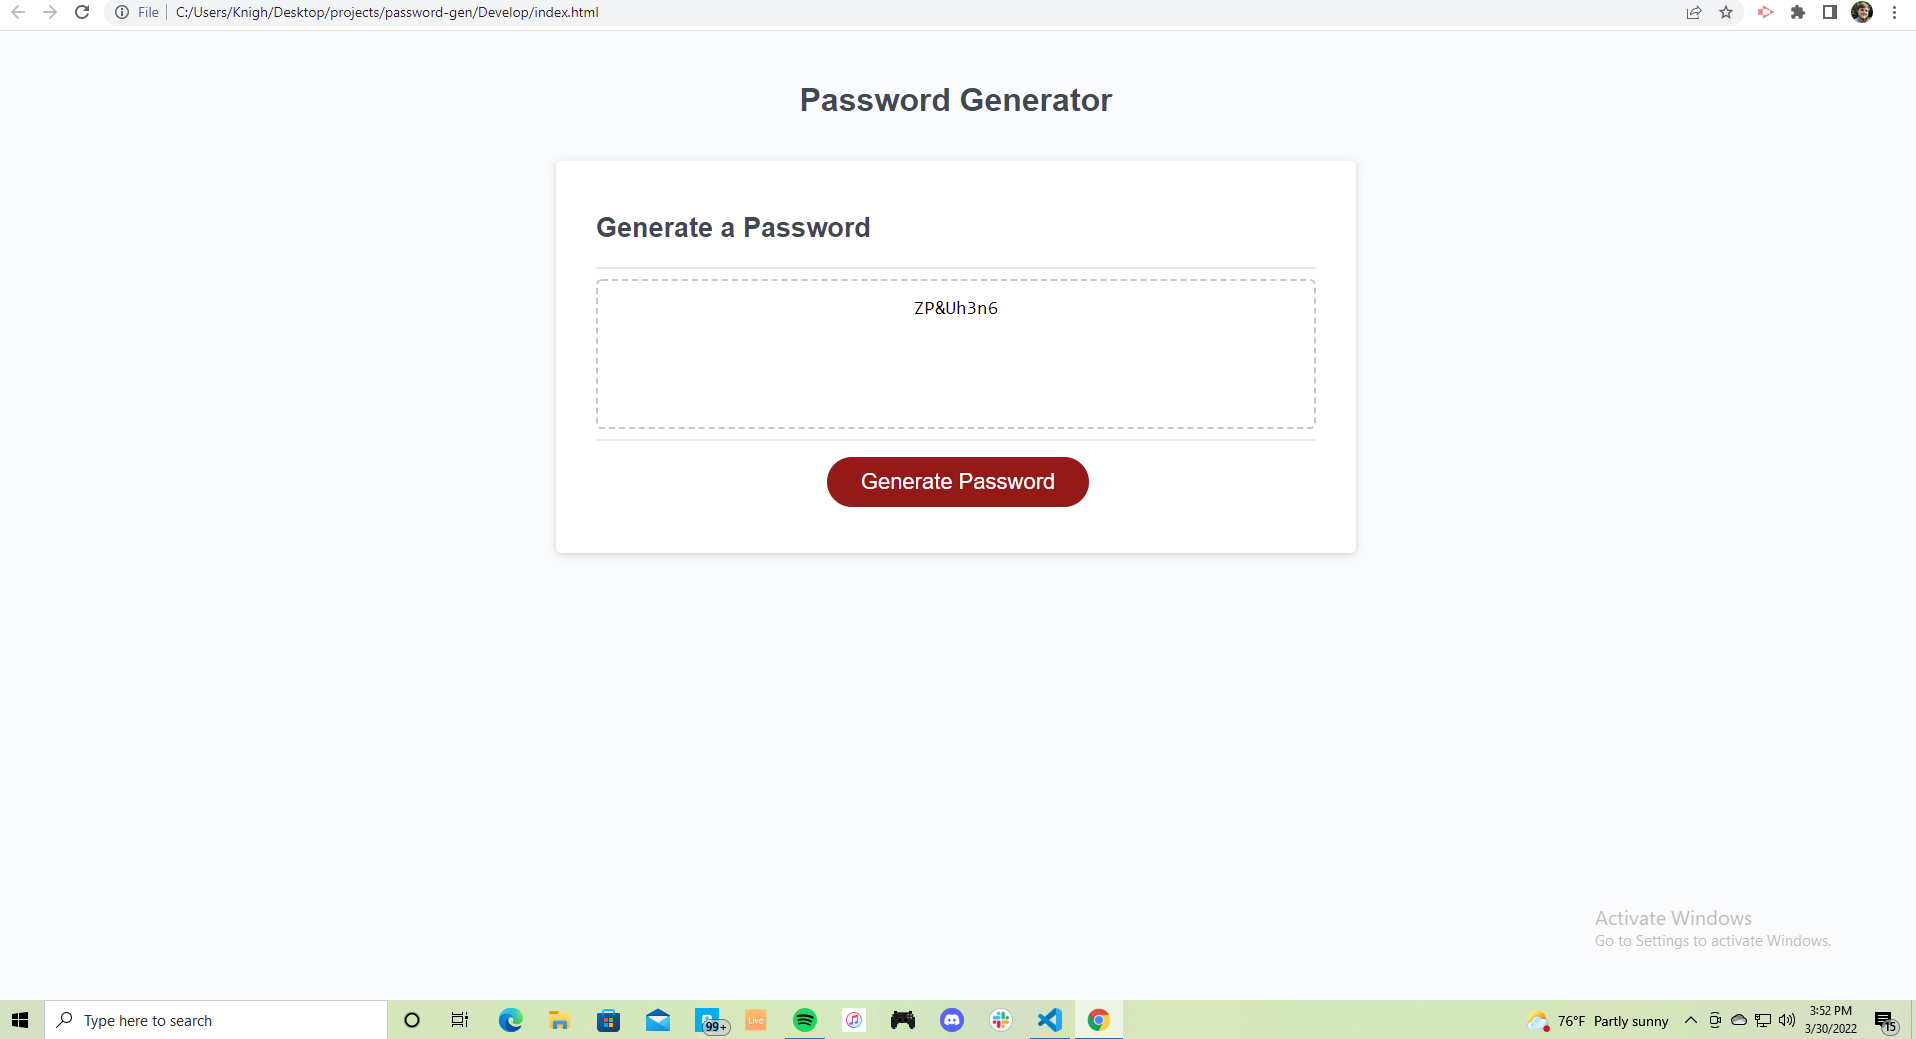 File C:/Users/Knigh/Desktop/projects/password-gen/Develop/index.html
Password Generator
Generate a Password
ZP&Uh3n6
Generate Password
Activate Windows
Go to Settings to activate Windows.
Type here to search
99+
Live
76°F Partly sunny
3:52 PM
3/30/2022
15